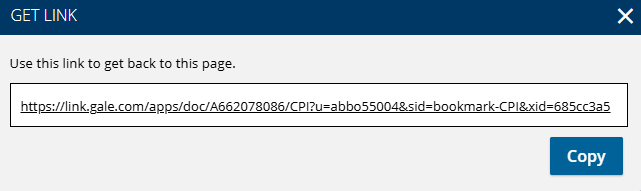 GET LINK
Use this link to get back to this page.
https://link.gale.com/apps/doc/A662078086/CPI?u=abbo55004&sid=bookmark-CPI&xid=685cc3a5
Copy